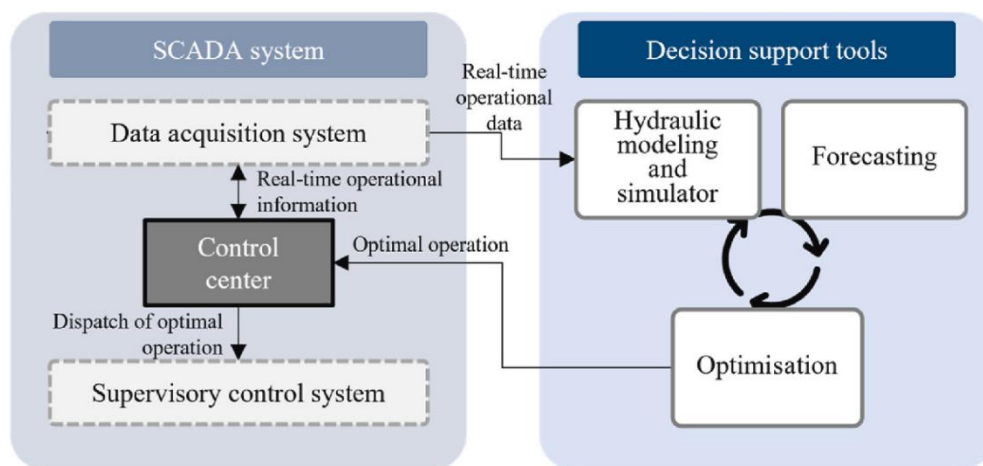 SCADA system
Data acquisition system
Real-time operational
information
Control
center
Dispatch of optimal
operation
Supervisory control system
Real-time
operational
data
Optimal operation
Decision support tools
Hydraulic
modeling
and
simulator
Forecasting
Optimisation